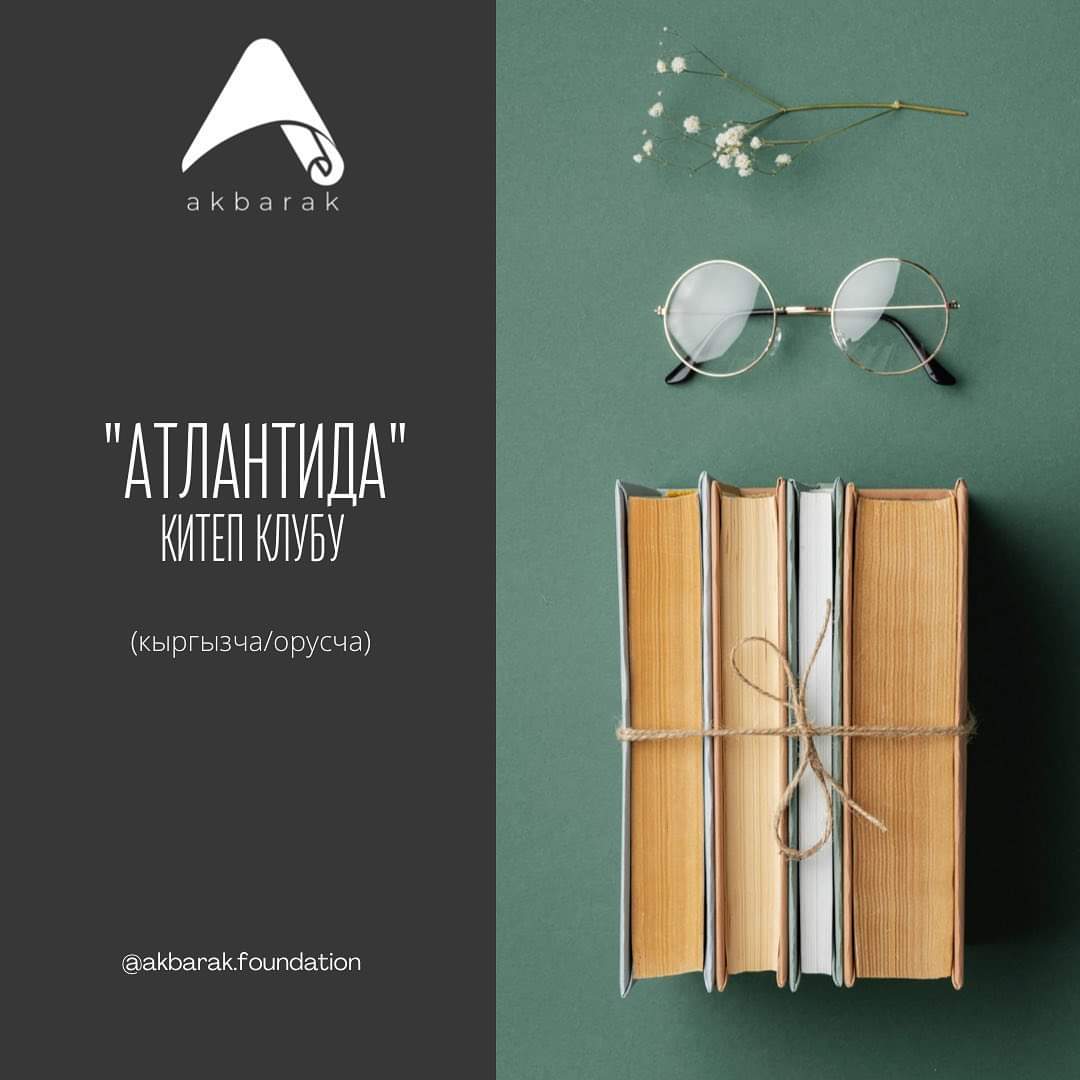 akbarak
"АТЛАНТИДА"
КИТЕП КЛУБУ
(кыргызча/орусча)
@akbarak.foundation